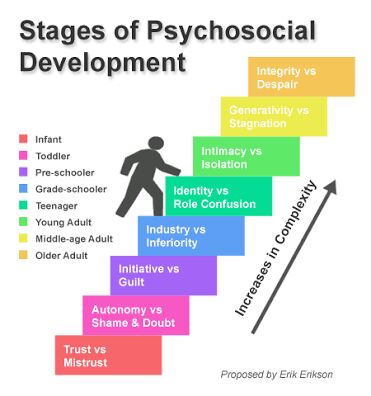 Stages of Psychosocial
Development
Integrity vs
Despair
Generativity vs
Stagnation
Intimacy vs
Isolation
Identity vs
Role Confusion
Industry vs
Inferiority
Initiative vs
Guilt
Autonomy vs
Shame & Doubt
Trust vs
Mistrust
Infant
Toddler
Pre-schooler
Grade-schooler
Teenager
Young Adult
Middle-age Adult
Older Adult
Increases in Complexity
Proposed by Erik Erikson